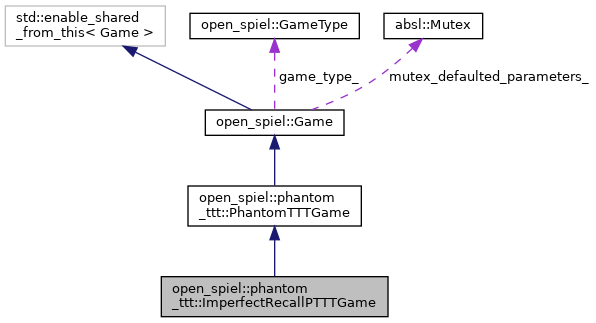 std::enable_shared
_from_this< Game >
open_spiel::GameType
absl::Mutex
game_type_
mutex_defaulted_parameters_
open_spiel::Game
open_spiel::phantom
_ttt::PhantomTTTGame
open_spiel::phantom
_ttt::ImperfectRecallPTTTGame